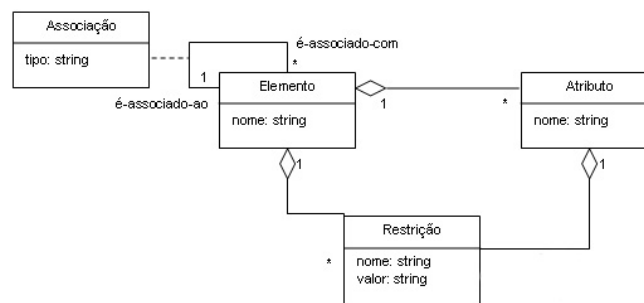 Associação
tipo: string
é-associado-com
1
*
é-associado-ao
Elemento
nome: string
1
*
Atributo
nome: string
1
1
Restrição
*
nome: string
valor: string